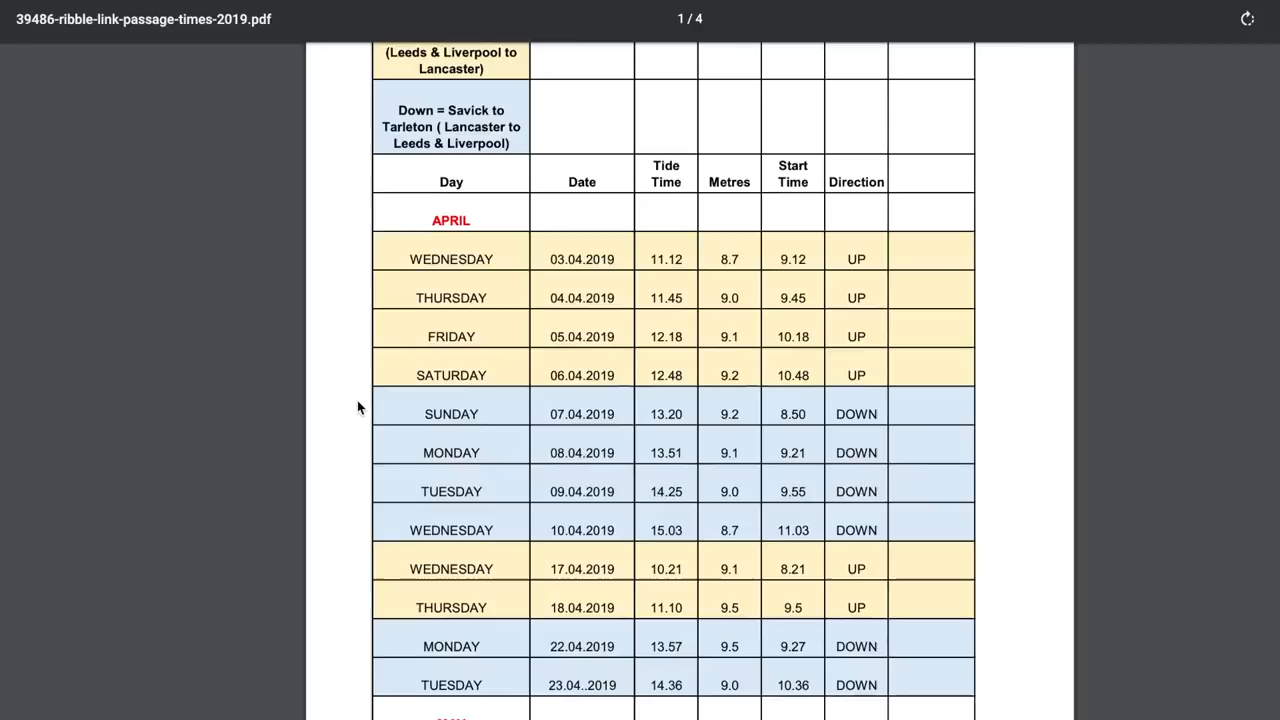 39486-ribble-link-passage-times-2019.pdf 1 / 4
(Leeds & Liverpool to
Lancaster)
Down = Savick to
Tarleton ( Lancaster to
Leeds & Liverpool)
Day Date Tide Time Metres Start Time Direction
APRIL
WEDNESDAY 03.04.2019 11.12 8.7 9.12 UP
THURSDAY 04.04.2019 11.45 9.0 9.45 UP
FRIDAY 05.04.2019 12.18 9.1 10.18 UP
SATURDAY 06.04.2019 12.48 9.2 10.48 UP
SUNDAY 07.04.2019 13.20 9.2 8.50 DOWN
MONDAY 08.04.2019 13.51 9.1 9.21 DOWN
TUESDAY 09.04.2019 14.25 9.0 9.55 DOWN
WEDNESDAY 10.04.2019 15.03 8.7 11.03 DOWN
WEDNESDAY 17.04.2019 10.21 9.1 8.21 UP
THURSDAY 18.04.2019 11.10 9.5 9.5 UP
MONDAY 22.04.2019 13.57 9.5 9.27 DOWN
TUESDAY 23.04..2019 14.36 9.0 10.36 DOWN